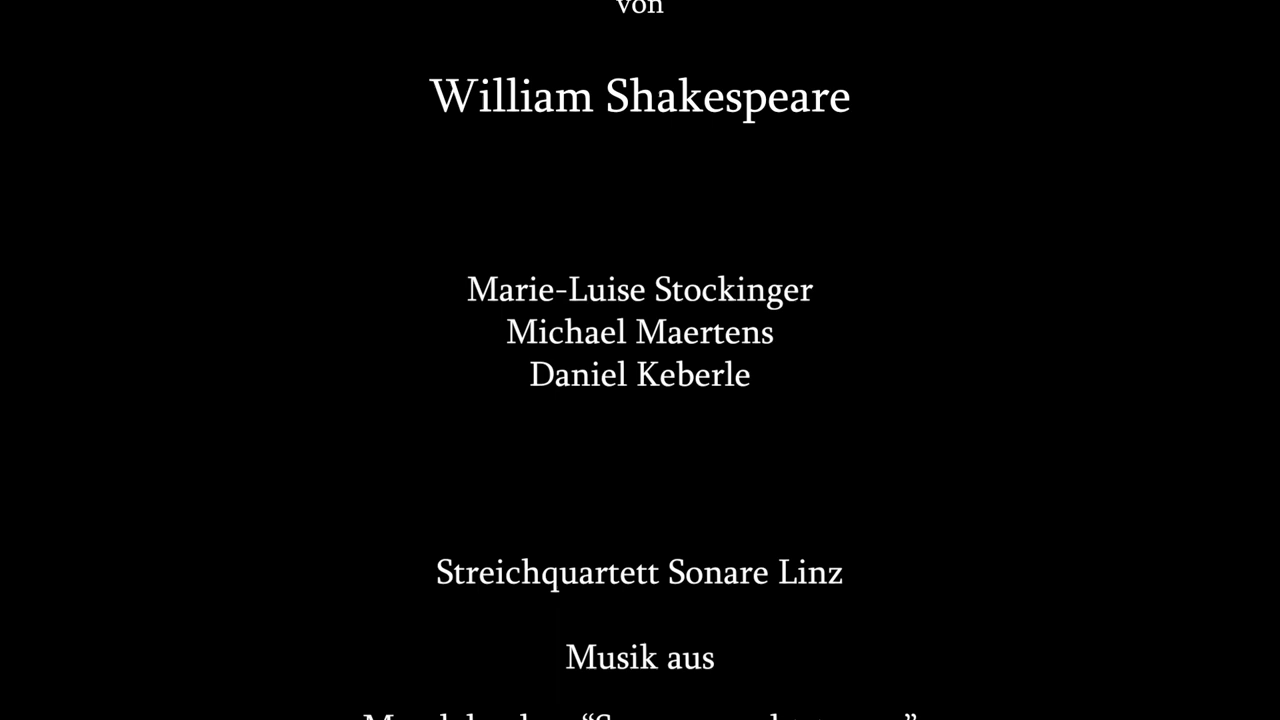 von
William Shakespeare
Marie-Luise Stockinger
Michael Maertens
Daniel Keberle
Streichquartett Sonare Linz
Musik aus